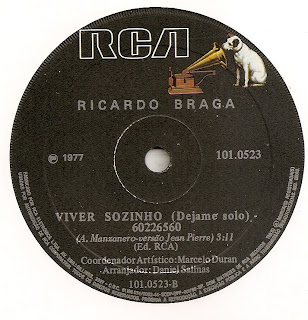 RCA
RICARDO BRAGA
℗ 1977
101.0523
VIVER SOZINHO (Dejame solo) -
60226560
(A. Manzanero-versão Jean Pierre) 3:11
(Ed. RCA)
Coordenador Artístico: Marcelo Duran
Arranjador: Daniel Salinas
101.0523-B